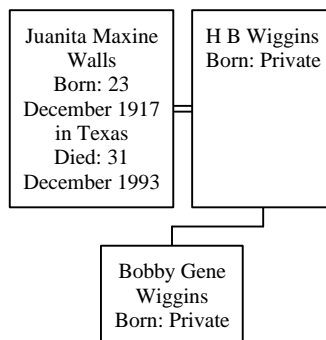 Juanita Maxine
Walls
Born: 23
December 1917
in Texas
Died: 31
December 1993
H B Wiggins
Born: Private
Bobby Gene
Wiggins
Born: Private